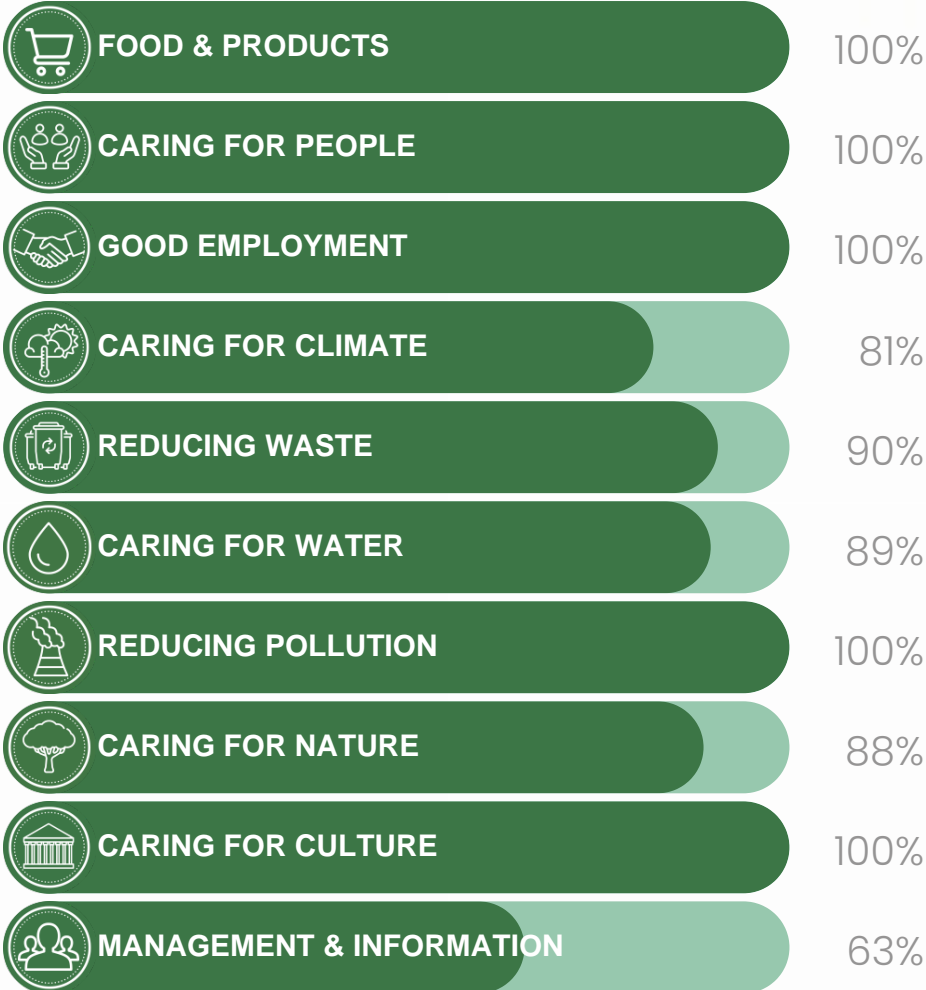 FOOD & PRODUCTS 100%
CARING FOR PEOPLE 100%
GOOD EMPLOYMENT 100%
CARING FOR CLIMATE 81%
REDUCING WASTE 90%
CARING FOR WATER 89%
REDUCING POLLUTION 100%
CARING FOR NATURE 88%
CARING FOR CULTURE 100%
MANAGEMENT & INFORMATION 63%